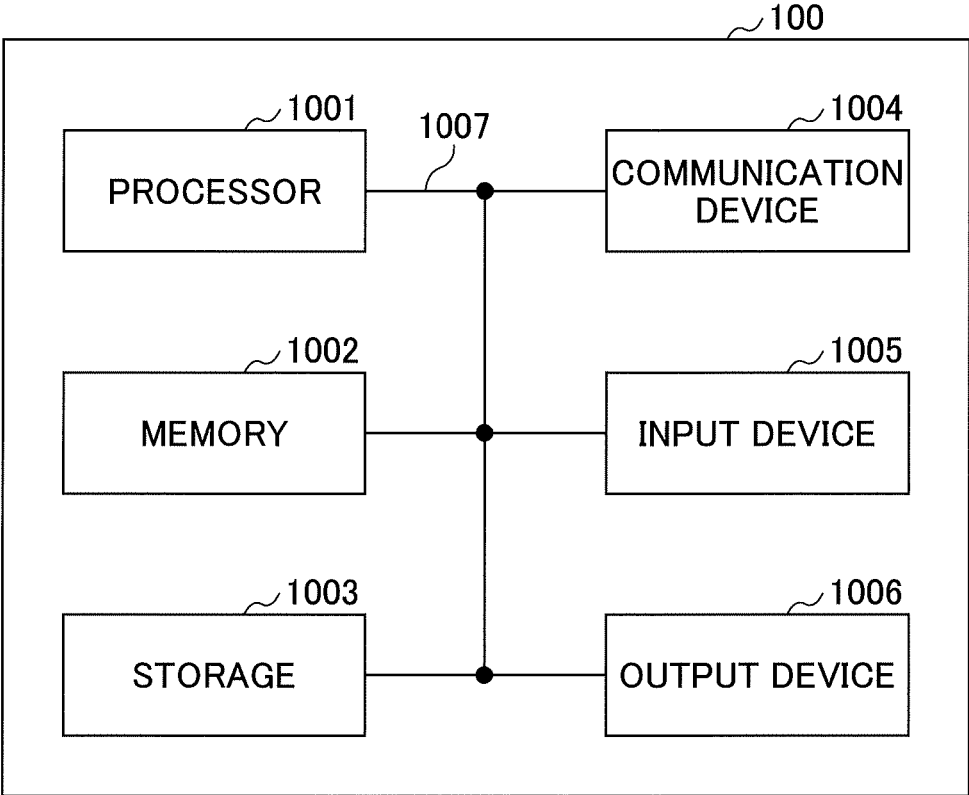 100
1001
1007
1004
PROCESSOR
COMMUNICATION
DEVICE
1002
1005
MEMORY
INPUT DEVICE
1003
1006
STORAGE
OUTPUT DEVICE